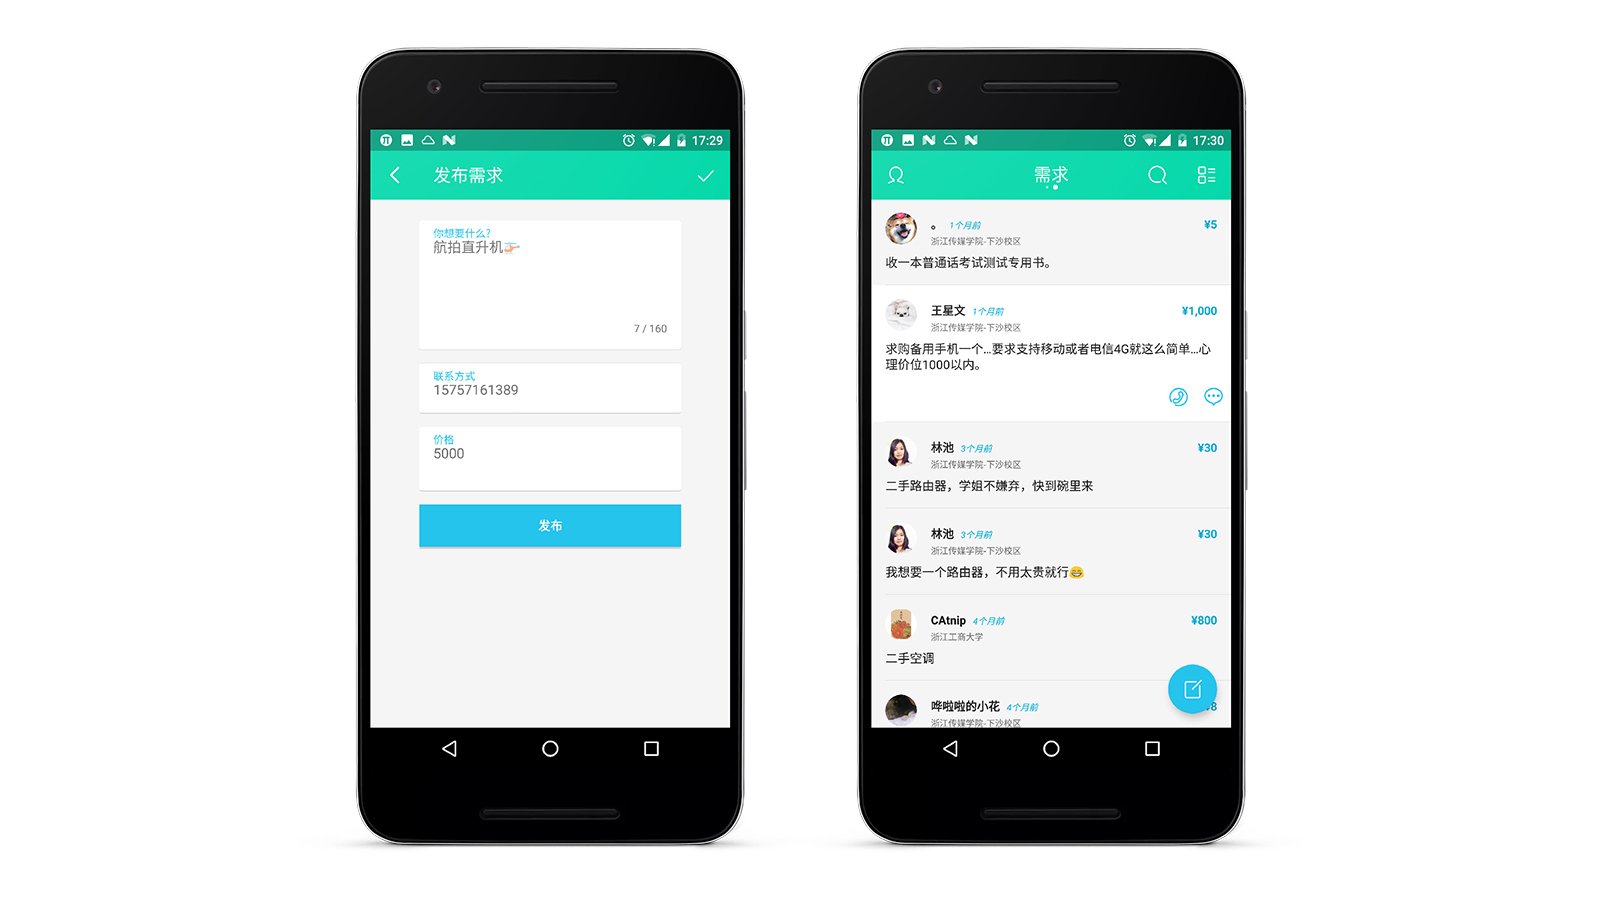 17:29
发布需求
你想要什么?
航拍直升机🚁
7 / 160
联系方式
15757161389
价格
5000
发布
17:30
需求
。 1个月前 ¥5
浙江传媒学院-下沙校区
收一本普通话考试测试专用书。
王星文 1个月前 ¥1,000
浙江传媒学院-下沙校区
求购备用手机一个...要求支持移动或者电信4G就这么简单...心
理价位1000以内。
林池 3个月前 ¥30
浙江传媒学院-下沙校区
二手路由器，学姐不嫌弃，快到碗里来
林池 3个月前 ¥30
浙江传媒学院-下沙校区
我想要一个路由器，不用太贵就行😄
CAtnip 4个月前 ¥800
浙江工商大学
二手空调
哗啦啦的小花 4个月前
浙江传媒学院-下沙校区